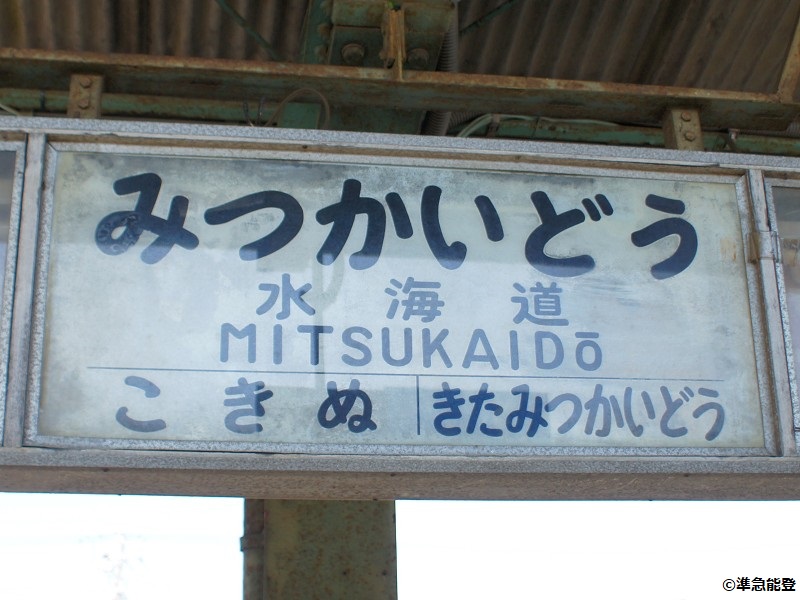 みつかいどう
水海道
MITSUKAIDō
こきぬ きたみつかいどう
©準急能登